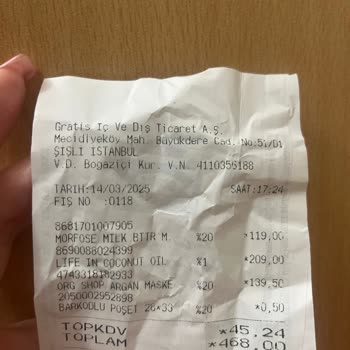 Gratis İç Ve Dış Ticaret A.Ş.
Mecidiyeköy Mah. Büyükdere Cad. No:57/D1
ŞİŞLİ İSTANBUL
V.D. Boğaziçi Kur. V.N. 4110356188
TARİH:14/03/2025 SAAT:17:24
FİŞ NO :0118
8681701007905
MORFOSE MILK BTTR M. %20 *119,00
8690088024399
LIFE IN COCONUT OIL %1 *209,00
4743318182933
ORG SHOP ARGAN MASKE %20 *139,50
2050002952898
BARKODLU POŞET 26*33 %20 *0,50
TOPKDV *45,24
TOPLAM *468,00